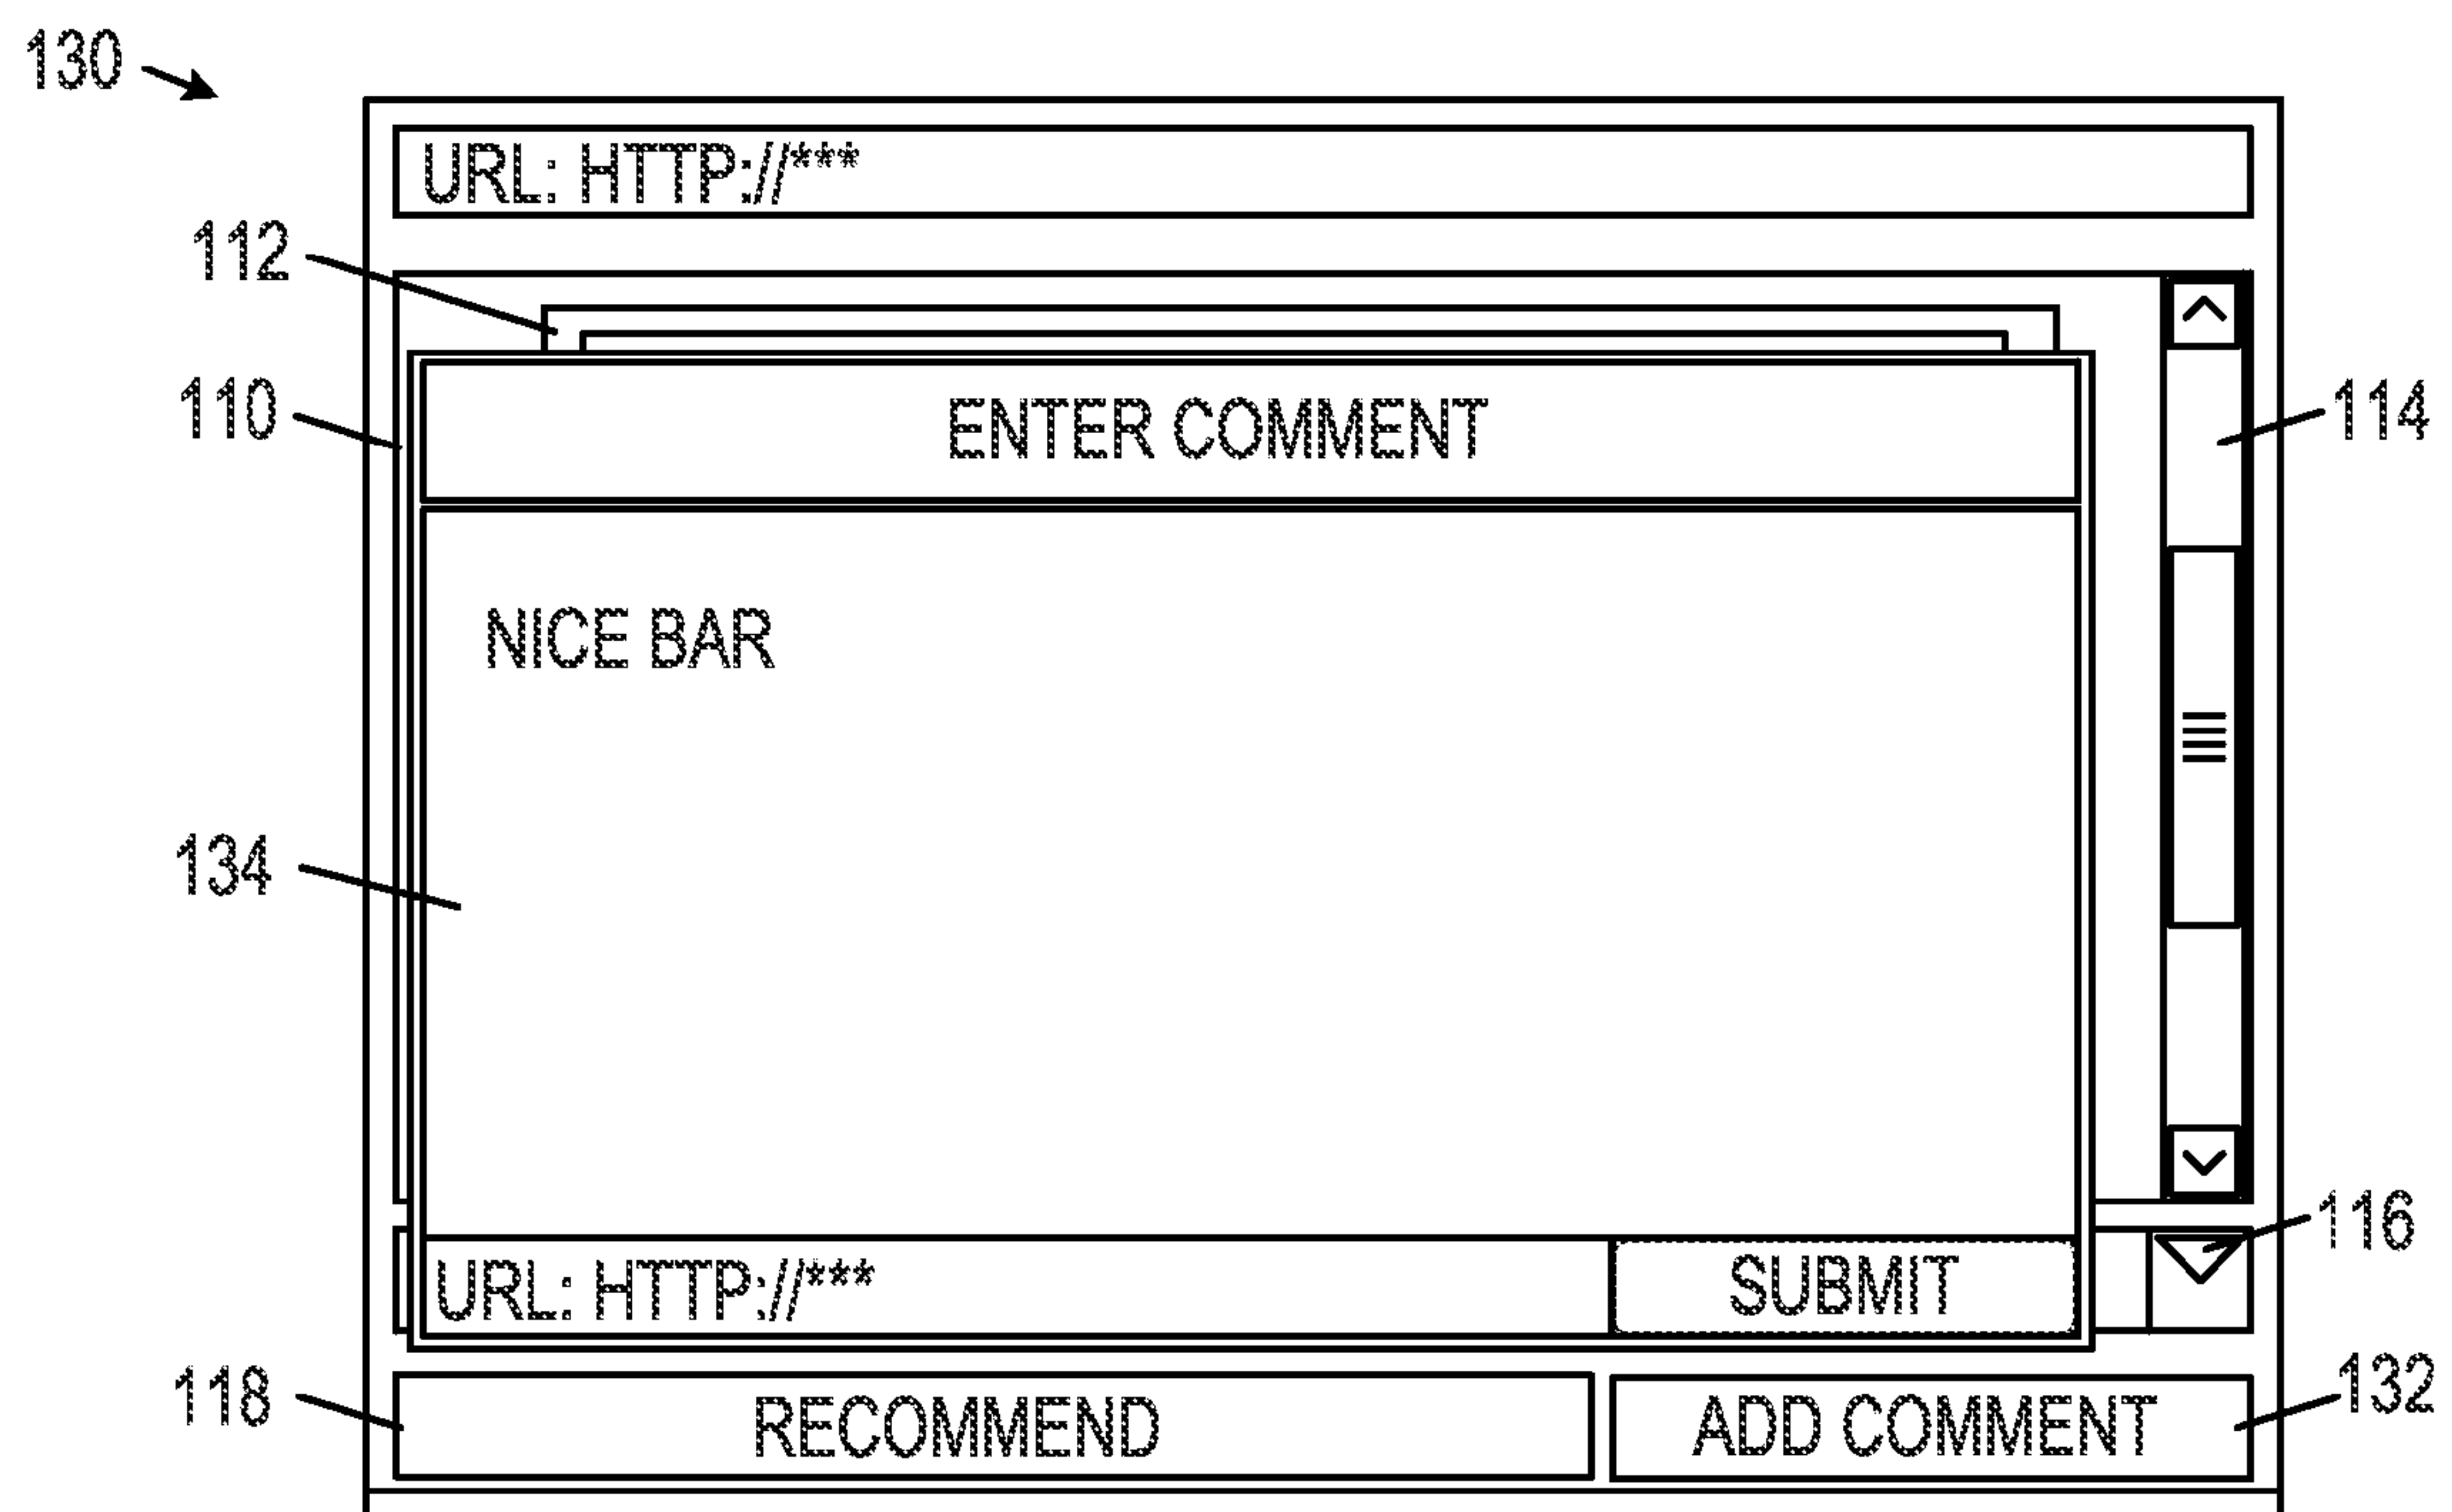 130
URL: HTTP://***
112
110
ENTER COMMENT
114
NICE BAR
134
116
URL: HTTP://***
SUBMIT
118
RECOMMEND
ADD COMMENT
132